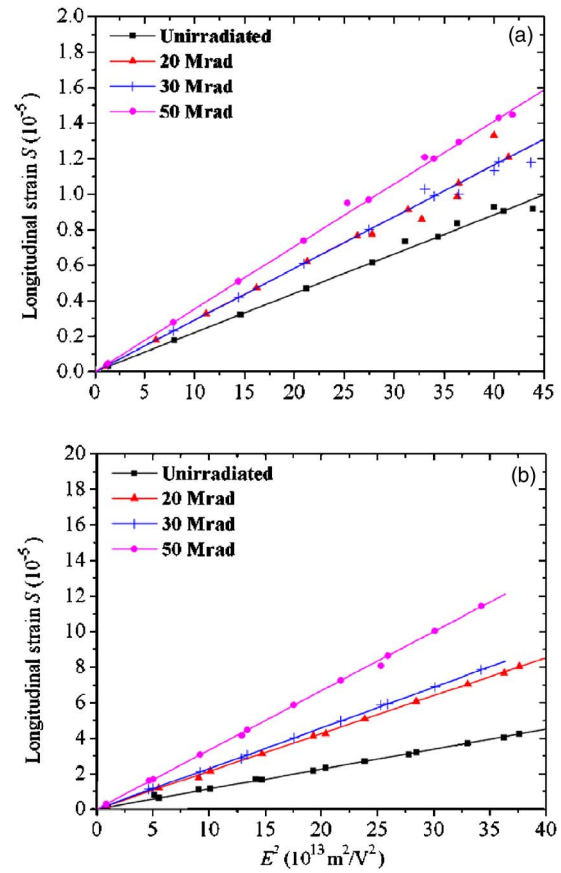 2.0
1.8
1.6
1.4
1.2
1.0
0.8
0.6
0.4
0.2
0.0
Longitudinal strain S (10⁻⁵)
Unirradiated
20 Mrad
30 Mrad
50 Mrad
(a)
0 5 10 15 20 25 30 35 40 45
20
18
16
14
12
10
8
6
4
2
0
Longitudinal strain S (10⁻⁵)
Unirradiated
20 Mrad
30 Mrad
50 Mrad
(b)
0 5 10 15 20 25 30 35 40
E² (10¹³ m²/V²)